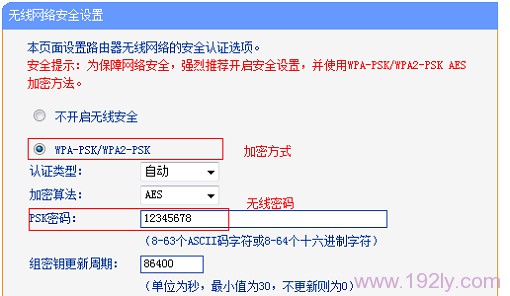 无线网络安全设置
本页面设置路由器无线网络的安全认证选项。
安全提示：为保障网络安全，强烈推荐开启安全设置，并使用WPA-PSK/WPA2-PSK AES
加密方法。
不开启无线安全
WPA-PSK/WPA2-PSK 加密方式
认证类型： 自动
加密算法： AES 无线密码
PSK密码： 12345678
（8-63个ASCII码字符或8-64个十六进制字符）
组密钥更新周期： 86400
（单位为秒，最小值为30，不更新则为0）
www.192ly.com